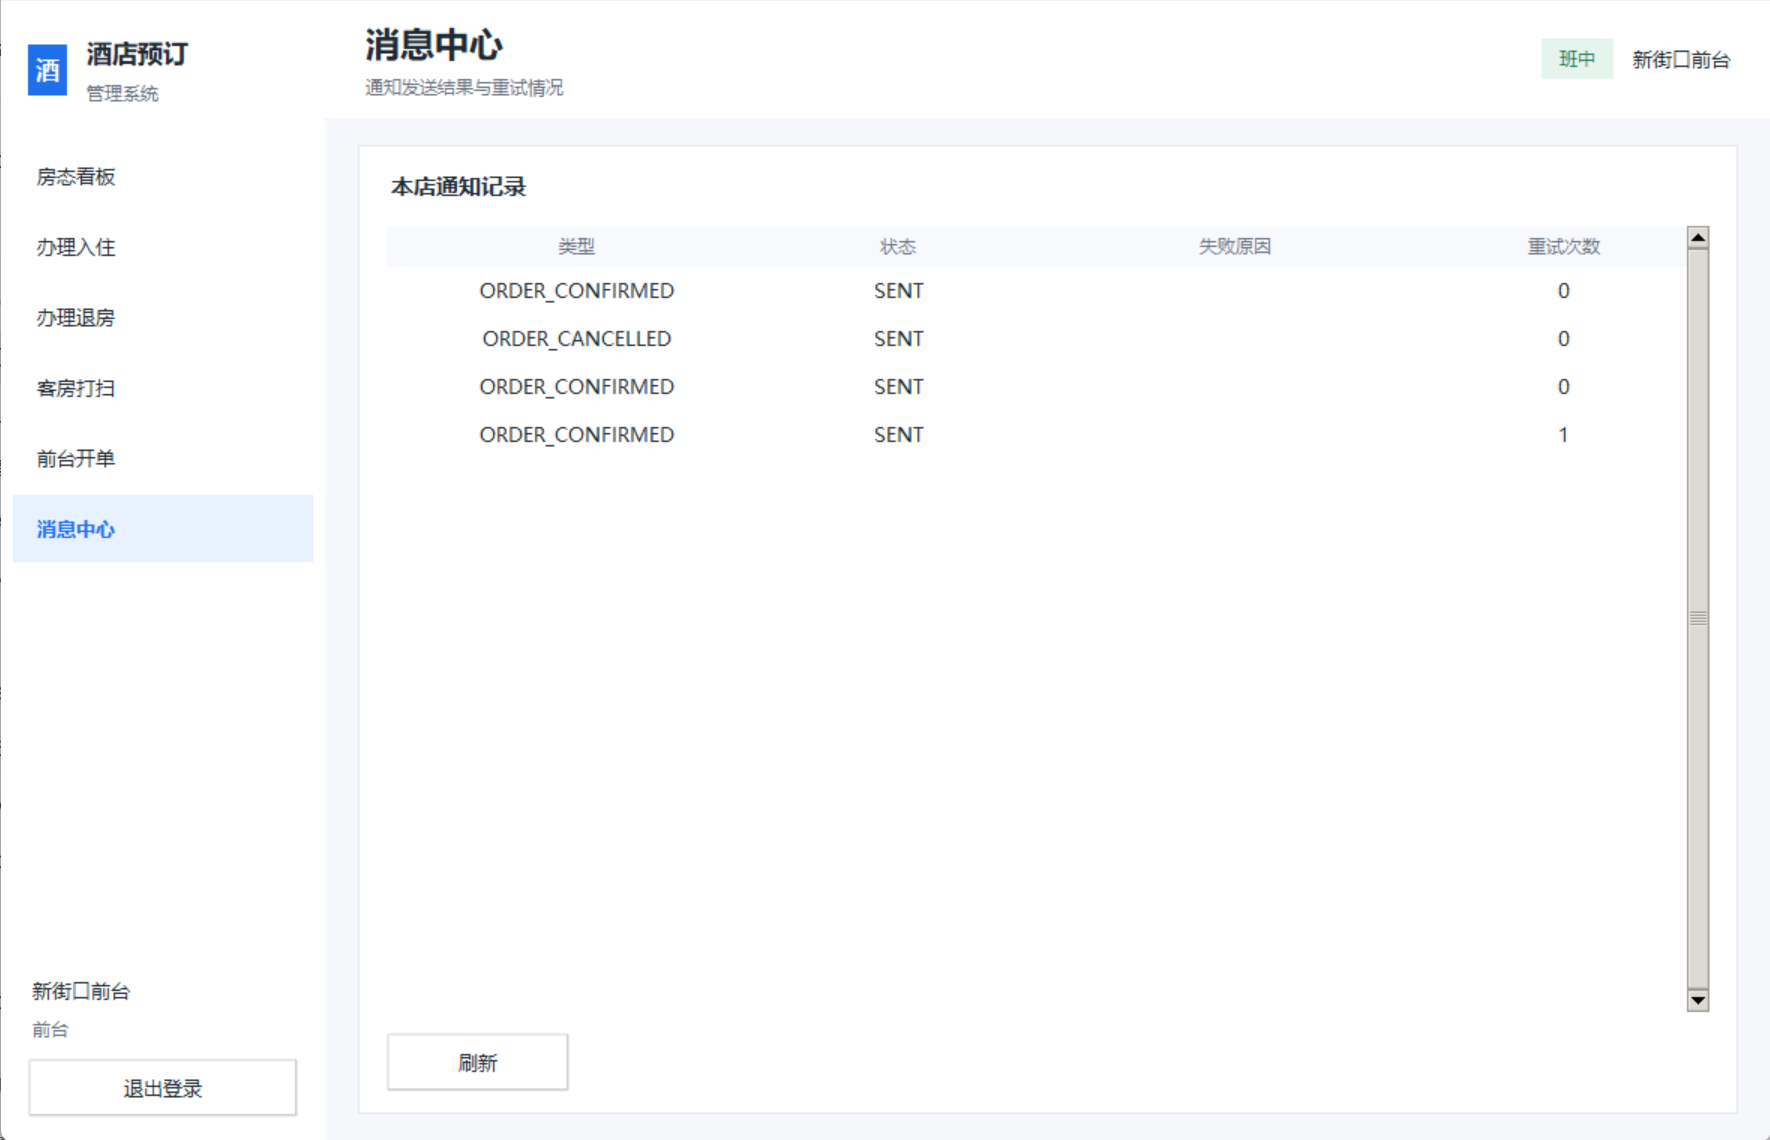 酒
酒店预订
管理系统
消息中心
通知发送结果与重试情况
班中
新街口前台
房态看板
办理入住
办理退房
客房打扫
前台开单
消息中心
本店通知记录
类型 状态 失败原因 重试次数
ORDER_CONFIRMED SENT 0
ORDER_CANCELLED SENT 0
ORDER_CONFIRMED SENT 0
ORDER_CONFIRMED SENT 1
刷新
新街口前台
前台
退出登录